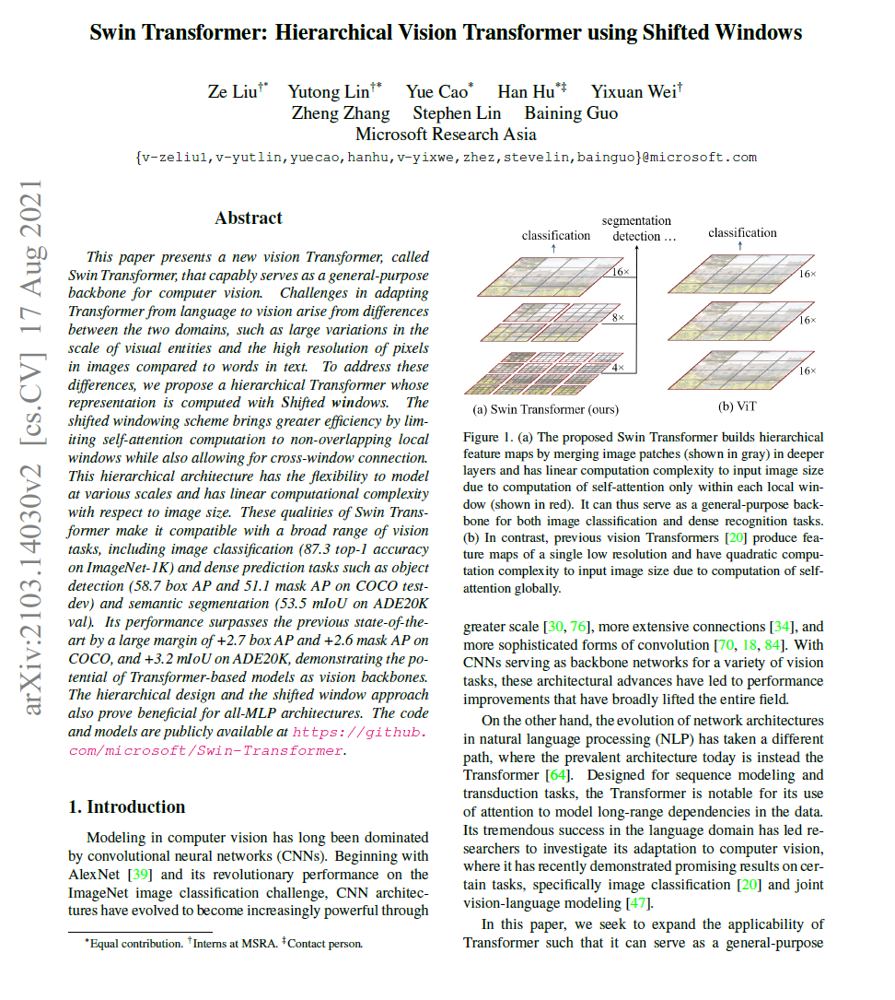 Swin Transformer: Hierarchical Vision Transformer using Shifted Windows
Ze Liu†* Yutong Lin†* Yue Cao* Han Hu*‡ Yixuan Wei†
Zheng Zhang Stephen Lin Baining Guo
Microsoft Research Asia
{v-zeliu1,v-yutlin,yuecao,hanhu,v-yixwe,zhez,stevelin,bainguo}@microsoft.com
arXiv:2103.14030v2 [cs.CV] 17 Aug 2021
Abstract
This paper presents a new vision Transformer, called
Swin Transformer, that capably serves as a general-purpose
backbone for computer vision. Challenges in adapting
Transformer from language to vision arise from differences
between the two domains, such as large variations in the
scale of visual entities and the high resolution of pixels
in images compared to words in text. To address these
differences, we propose a hierarchical Transformer whose
representation is computed with Shifted windows. The
shifted windowing scheme brings greater efficiency by lim-
iting self-attention computation to non-overlapping local
windows while also allowing for cross-window connection.
This hierarchical architecture has the flexibility to model
at various scales and has linear computational complexity
with respect to image size. These qualities of Swin Trans-
former make it compatible with a broad range of vision
tasks, including image classification (87.3 top-1 accuracy
on ImageNet-1K) and dense prediction tasks such as object
detection (58.7 box AP and 51.1 mask AP on COCO test-
dev) and semantic segmentation (53.5 mIoU on ADE20K
val). Its performance surpasses the previous state-of-the-
art by a large margin of +2.7 box AP and +2.6 mask AP on
COCO, and +3.2 mIoU on ADE20K, demonstrating the po-
tential of Transformer-based models as vision backbones.
The hierarchical design and the shifted window approach
also prove beneficial for all-MLP architectures. The code
and models are publicly available at https://github.
com/microsoft/Swin-Transformer.
1. Introduction
Modeling in computer vision has long been dominated
by convolutional neural networks (CNNs). Beginning with
AlexNet [39] and its revolutionary performance on the
ImageNet image classification challenge, CNN architec-
tures have evolved to become increasingly powerful through
*Equal contribution. †Interns at MSRA. ‡Contact person.
segmentation
classification detection ... classification
16× 16×
8× 16×
4× 16×
(a) Swin Transformer (ours) (b) ViT
Figure 1. (a) The proposed Swin Transformer builds hierarchical
feature maps by merging image patches (shown in gray) in deeper
layers and has linear computation complexity to input image size
due to computation of self-attention only within each local win-
dow (shown in red). It can thus serve as a general-purpose back-
bone for both image classification and dense recognition tasks.
(b) In contrast, previous vision Transformers [20] produce fea-
ture maps of a single low resolution and have quadratic compu-
tation complexity to input image size due to computation of self-
attention globally.
greater scale [30, 76], more extensive connections [34], and
more sophisticated forms of convolution [70, 18, 84]. With
CNNs serving as backbone networks for a variety of vision
tasks, these architectural advances have led to performance
improvements that have broadly lifted the entire field.
On the other hand, the evolution of network architectures
in natural language processing (NLP) has taken a different
path, where the prevalent architecture today is instead the
Transformer [64]. Designed for sequence modeling and
transduction tasks, the Transformer is notable for its use
of attention to model long-range dependencies in the data.
Its tremendous success in the language domain has led re-
searchers to investigate its adaptation to computer vision,
where it has recently demonstrated promising results on cer-
tain tasks, specifically image classification [20] and joint
vision-language modeling [47].
In this paper, we seek to expand the applicability of
Transformer such that it can serve as a general-purpose